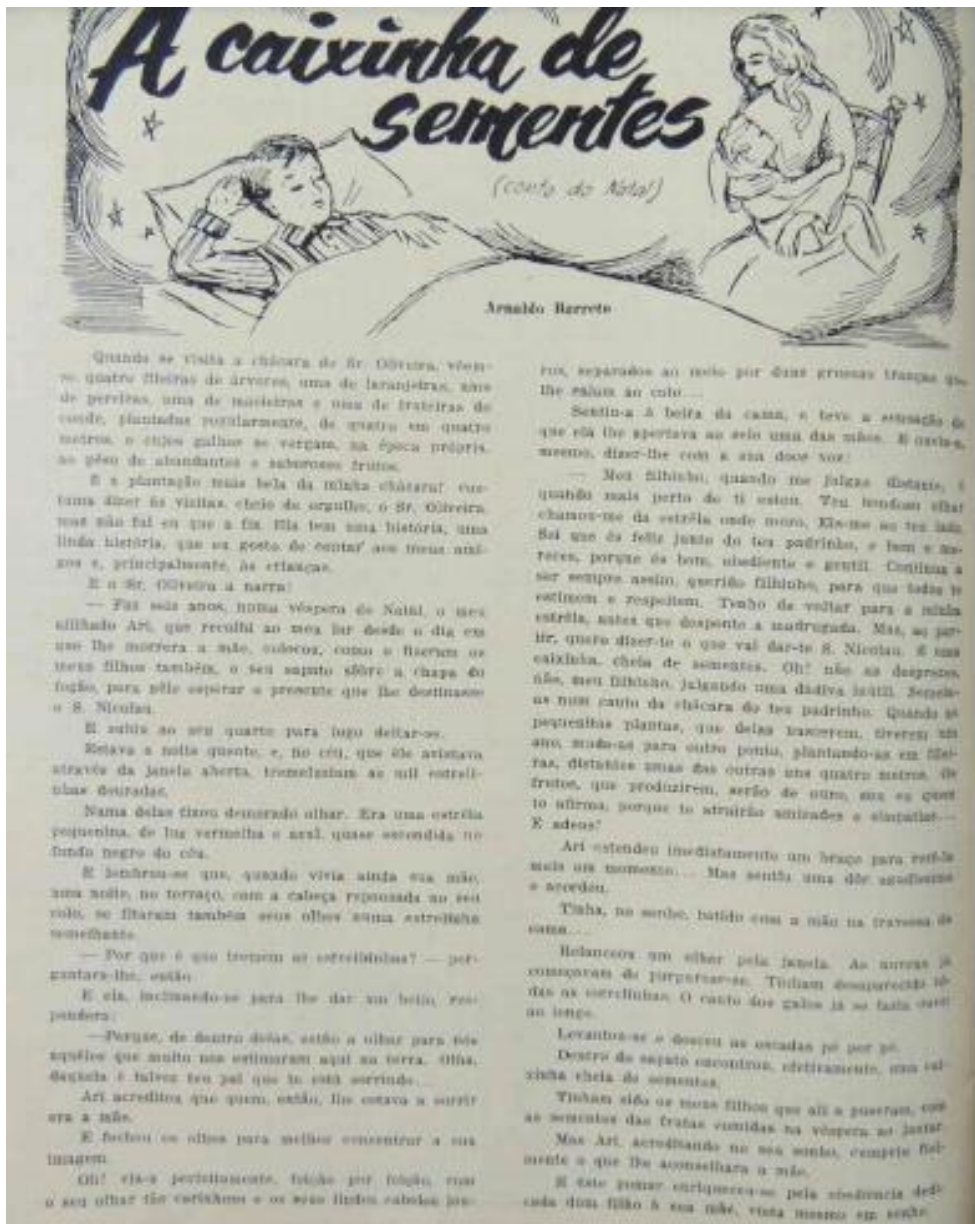 A caixinha de
sementes
(conto do Natal)
Arnaldo Barreto
Quando se visita a chácara do Sr. Oliveira, vêem-
se quatro fileiras de árvores, uma de laranjeiras, uma
de pereiras, uma de macieiras e uma de fruteiras de
conde, plantadas regularmente, de quatro em quatro
metros, e cujos galhos se vergam, na época própria,
ao pêso de abundantes e saborosos frutos.
É a plantação mais bela da minha chácara! cos-
tuma dizer às visitas, cheio de orgulho, o Sr. Oliveira,
mas não fui eu que a fiz. Ela tem uma história, uma
linda história, que eu gosto de contar aos meus ami-
gos e, principalmente, às crianças.
E o Sr. Oliveira a narra:
— Faz seis anos, numa véspera de Natal, o meu
afilhado Ari, que recolhi ao meu lar desde o dia em
que lhe morrera a mãe, colocou, como o fizeram os
meus filhos também, o seu sapato sôbre a chapa do
fogão, para nêle esperar o presente que lhe destinasse
o S. Nicolau.
E subiu ao seu quarto para logo deitar-se.
Estava a noite quente, e, no céu, que êle avistava
através da janela aberta, tremeluziam as mil estreli-
nhas douradas.
Numa delas fixou demorado olhar. Era uma estrêla
pequenina, de luz vermelha e azul, quase escondida no
fundo negro do céu.
E lembrou-se que, quando vivia ainda sua mãe,
uma noite, no terraço, com a cabeça repousada ao seu
colo, se fitaram também seus olhos numa estrelinha
semelhante.
— Por que é que tremem as estrelinhas? — per-
guntara-lhe, então.
E ela, inclinando-se para lhe dar um beijo, res-
pondera:
—Porque, de dentro delas, estão a olhar para nós
aquêles que muito nos estimaram aqui na terra. Olha,
daquela é talvez teu pai que te está sorrindo...
Ari acreditou que quem, então, lhe estava a sorrir
era a mãe.
E fechou os olhos para melhor concentrar a sua
imagem.
Oh! via-a perfeitamente, feição por feição, com
o seu olhar tão carinhoso e os seus lindos cabelos
ros, separados ao meio por duas grossas tranças que
lhe caíam ao colo....
Sentiu-a à beira da cama, e teve a sensação de
que ela lhe apertava ao seio uma das mãos. E ouviu-a,
mesmo, dizer-lhe com a sua doce voz:
— Meu filhinho, quando me julgas distante, é
quando mais perto de ti estou. Teu bondoso olhar
chamou-me da estrêla onde moro. Eis-me ao teu lado.
Sei que és feliz junto do teu padrinho, e bem o me-
reces, porque és bom, obediente e gentil. Continua a
ser sempre assim, querido filhinho, para que todos te
estimem e respeitem. Tenho de voltar para a minha
estrêla, antes que desponte a madrugada. Mas, ao par-
tir, quero dizer-te o que vai dar-te S. Nicolau. É uma
caixinha, cheia de sementes. Oh! não as desprezes,
não, meu filhinho, julgando uma dádiva inútil. Semeia-
as num canto da chácara do teu padrinho. Quando as
pequeninas plantas, que delas nascerem, tiverem um
ano, muda-as para outro ponto, plantando-as em filei-
ras, distantes umas das outras uns quatro metros. Os
frutos, que produzirem, serão de ouro, sou eu quem
to afirma, porque te atrairão amizades e simpatias...
E adeus!
Ari estendeu imediatamente um braço para retê-la
mais um momento.... Mas sentiu uma dôr agudíssima
e acordou.
Tinha, no sonho, batido com a mão na travessa da
cama....
Relanceou um olhar pela janela. As nuvens já
começavam de purpurear-se. Tinham desaparecido tô-
das as estrelinhas. O canto dos galos já se fazia ouvir
ao longe.
Levantou-se e desceu as escadas pé por pé.
Dentro do sapato encontrou, efetivamente, uma cai-
xinha cheia de sementes.
Tinham sido os meus filhos que ali a puseram, com
as sementes das frutas comidas na véspera ao jantar.
Mas Ari, acreditando no seu sonho, cumpriu fiel-
mente o que lhe aconselhara a mãe.
E êste pomar enriqueceu-se pela obediência dedi-
cada dum filho à sua mãe, vista mesmo em sonho.